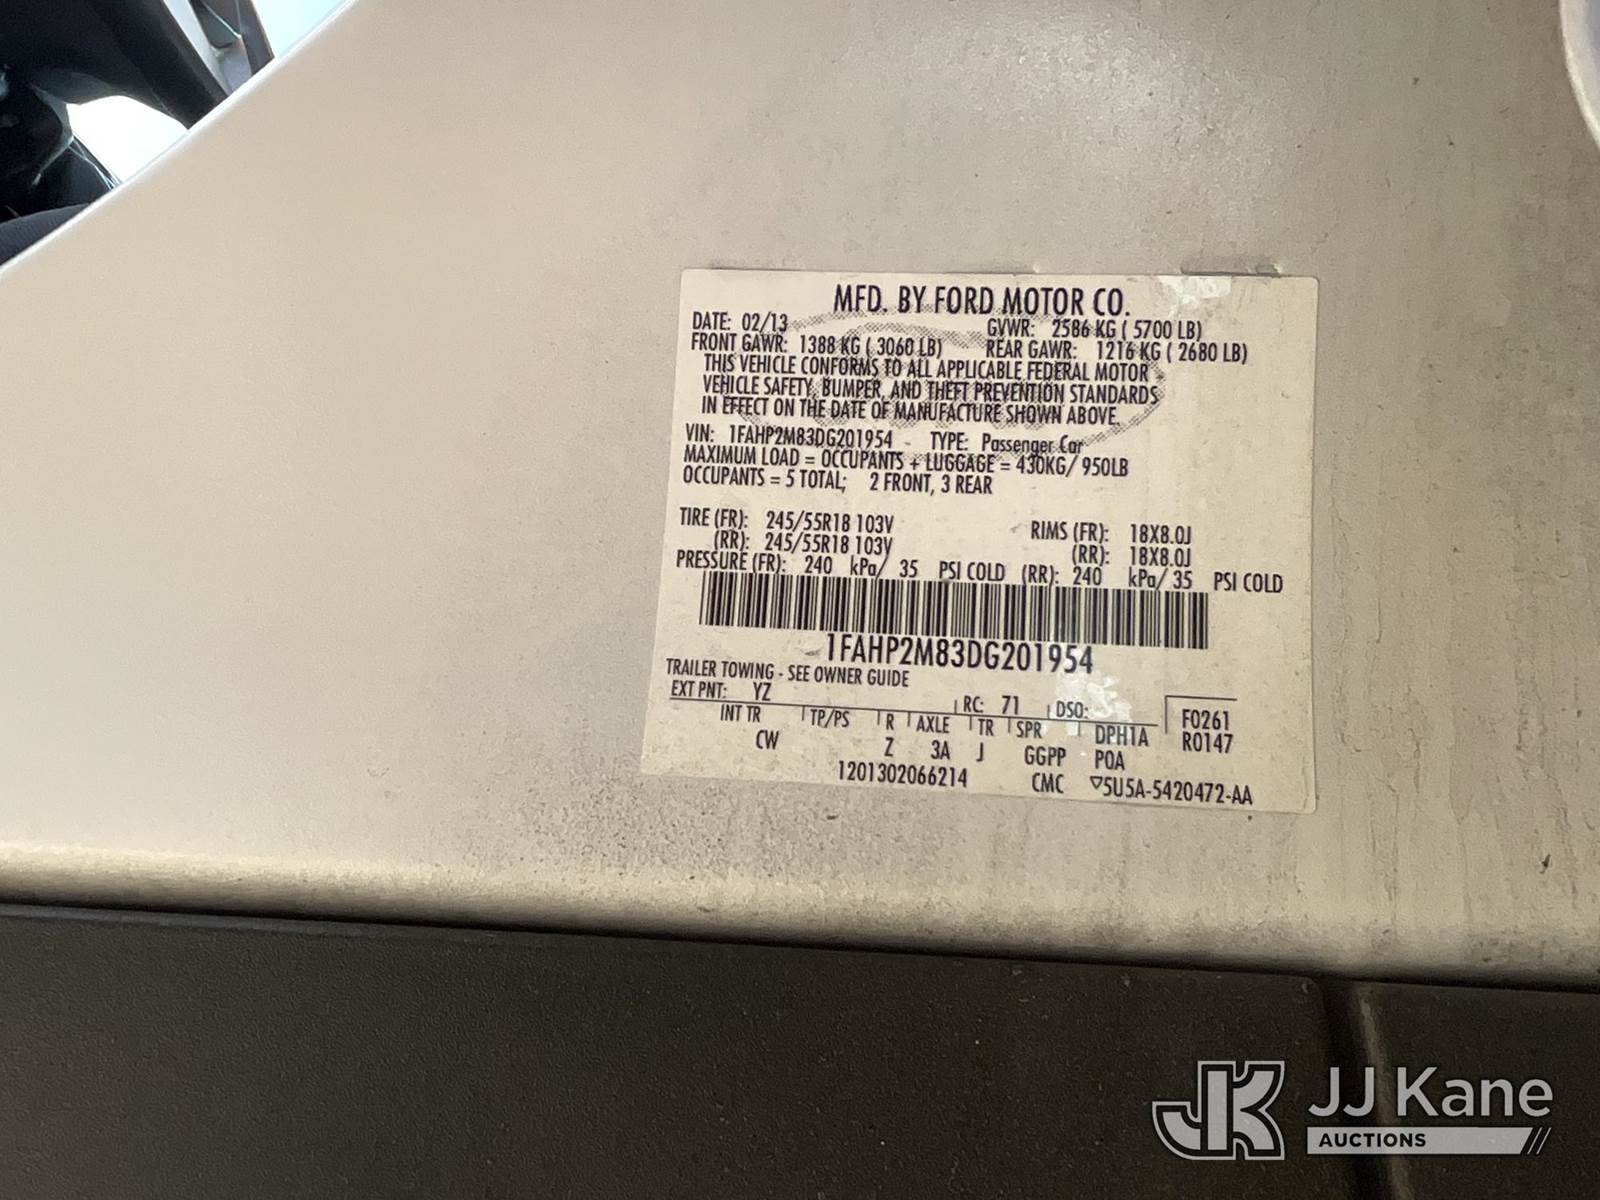 MFD. BY FORD MOTOR CO.
DATE: 02/13 GVWR: 2586 KG ( 5700 LB)
FRONT GAWR: 1388 KG ( 3060 LB) REAR GAWR: 1216 KG ( 2680 LB)
THIS VEHICLE CONFORMS TO ALL APPLICABLE FEDERAL MOTOR
VEHICLE SAFETY, BUMPER, AND THEFT PREVENTION STANDARDS
IN EFFECT ON THE DATE OF MANUFACTURE SHOWN ABOVE.
VIN: 1FAHP2M83DG201954 TYPE: Passenger Car
MAXIMUM LOAD = OCCUPANTS + LUGGAGE = 430KG/ 950LB
OCCUPANTS = 5 TOTAL; 2 FRONT, 3 REAR
TIRE (FR): 245/55R18 103V RIMS (FR): 18X8.0J
(RR): 245/55R18 103V (RR): 18X8.0J
PRESSURE (FR): 240 kPa/ 35 PSI COLD (RR): 240 kPa/ 35 PSI COLD
1FAHP2M83DG201954
TRAILER TOWING - SEE OWNER GUIDE
EXT PNT: YZ RC: 71 DSO: F0261
INT TR TP/PS R AXLE TR SPR DPH1A R0147
CW Z 3A J GGPP POA
1201302066214 CMC ▽5U5A-5420472-AA
JK JJ Kane
AUCTIONS